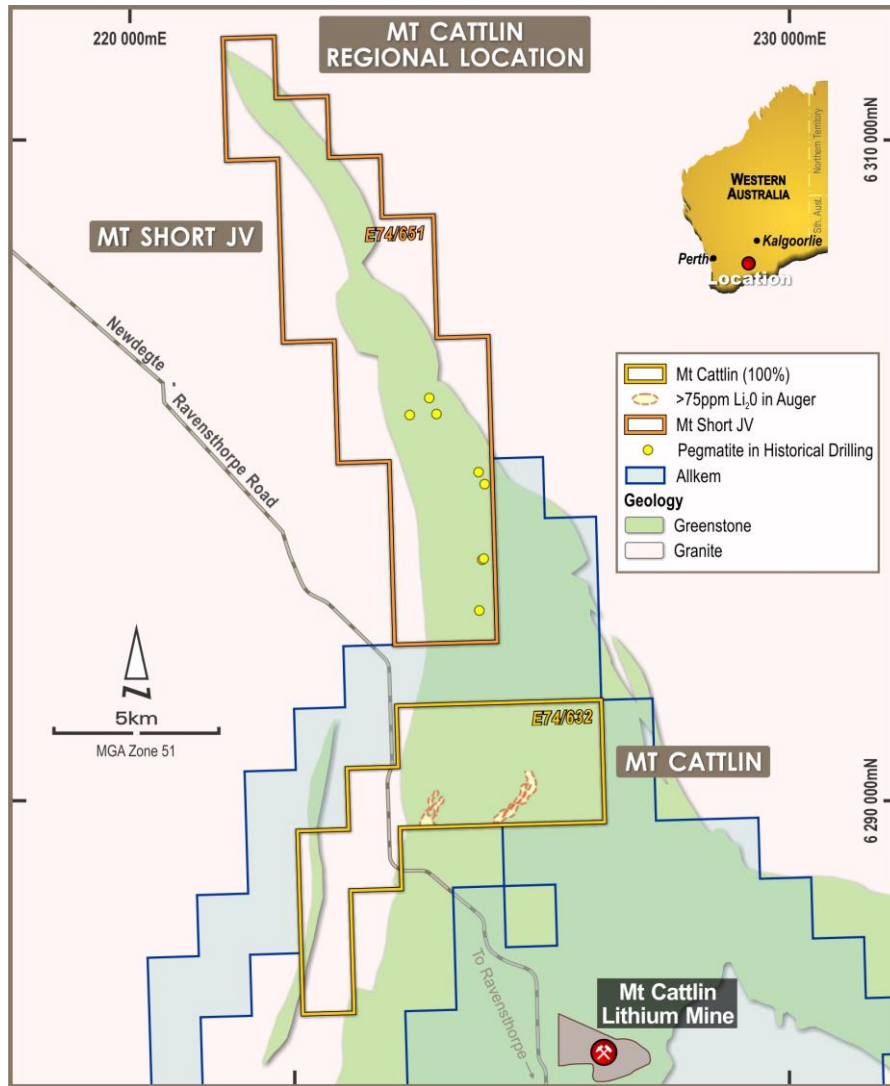 220 000mE
MT CATTLIN
REGIONAL LOCATION
230 000mE
6 310 000mN
WESTERN
AUSTRALIA
Northern Territory
Sth. Aust.
Kalgoorlie
Perth
Location
MT SHORT JV
E74/651
Newdegte - Ravensthorpe Road
Mt Cattlin (100%)
>75ppm Li₂0 in Auger
Mt Short JV
Pegmatite in Historical Drilling
Allkem
Geology
Greenstone
Granite
N
5km
MGA Zone 51
E74/632
MT CATTLIN
6 290 000mN
To Ravensthorpe
Mt Cattlin
Lithium Mine